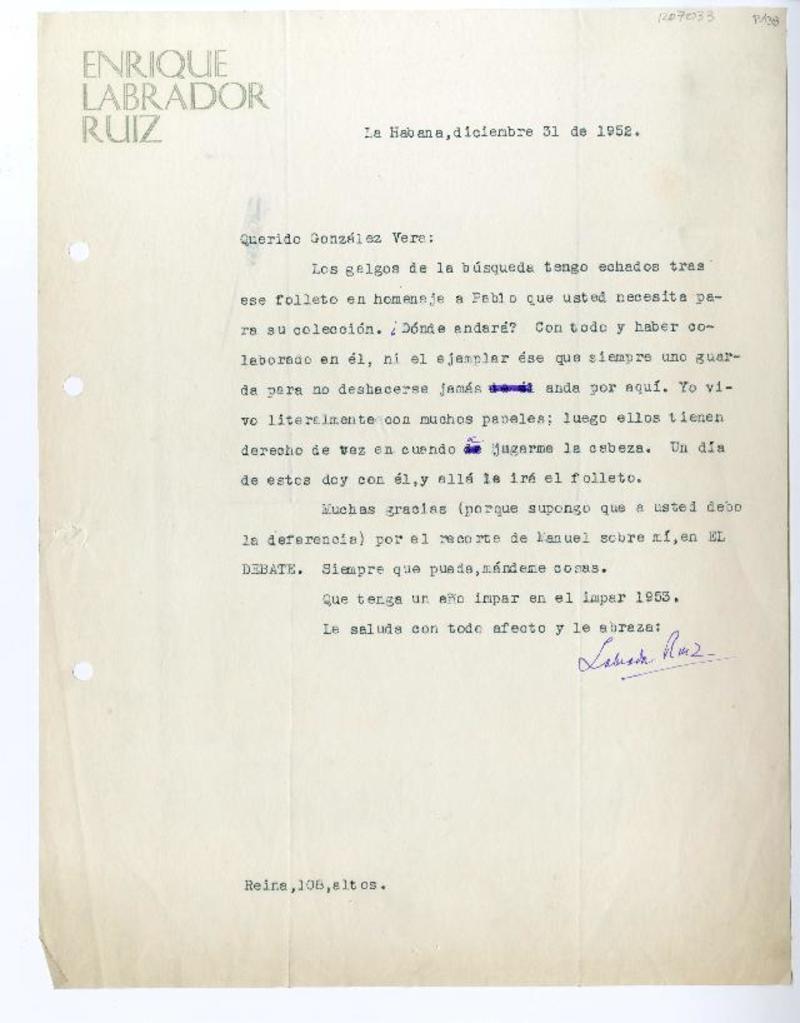 1207033
ENRIQUE
LABRADOR
RUIZ
La Habana,diciembre 31 de 1952.
Querido González Vera:
Los galgos de la búsqueda tengo echados tras
ese folleto en homenaje a Pablo que usted necesita pa-
ra su colección. ¿Dónde andará? Con todo y haber co-
laborado en él, ni el ejemplar ése que siempre uno guar-
da para no deshacerse jamás anda por aquí. Yo vi-
vo literalmente con muchos papeles; luego ellos tienen
derecho de vez en cuando a jugarme la cabeza. Un día
de estos doy con él,y allá le irá el folleto.
Muchas gracias (porque supongo que a usted debo
la deferencia) por el recorte de Manuel sobre mí,en EL
DEBATE. Siempre que pueda,mándeme cosas.
Que tenga un año impar en el impar 1953.
Le saluda con todo afecto y le abraza:
Labrador Ruiz
Reina,108,altos.